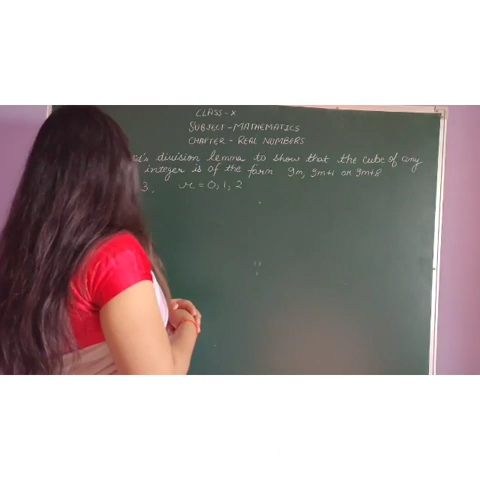 CLASS-X
SUBJECT-MATHEMATICS
CHAPTER - REAL NUMBERS
division lemma to show that the cube of any
integer is of the form 9m, 9m+1 or 9m+8
3, r = 0, 1, 2